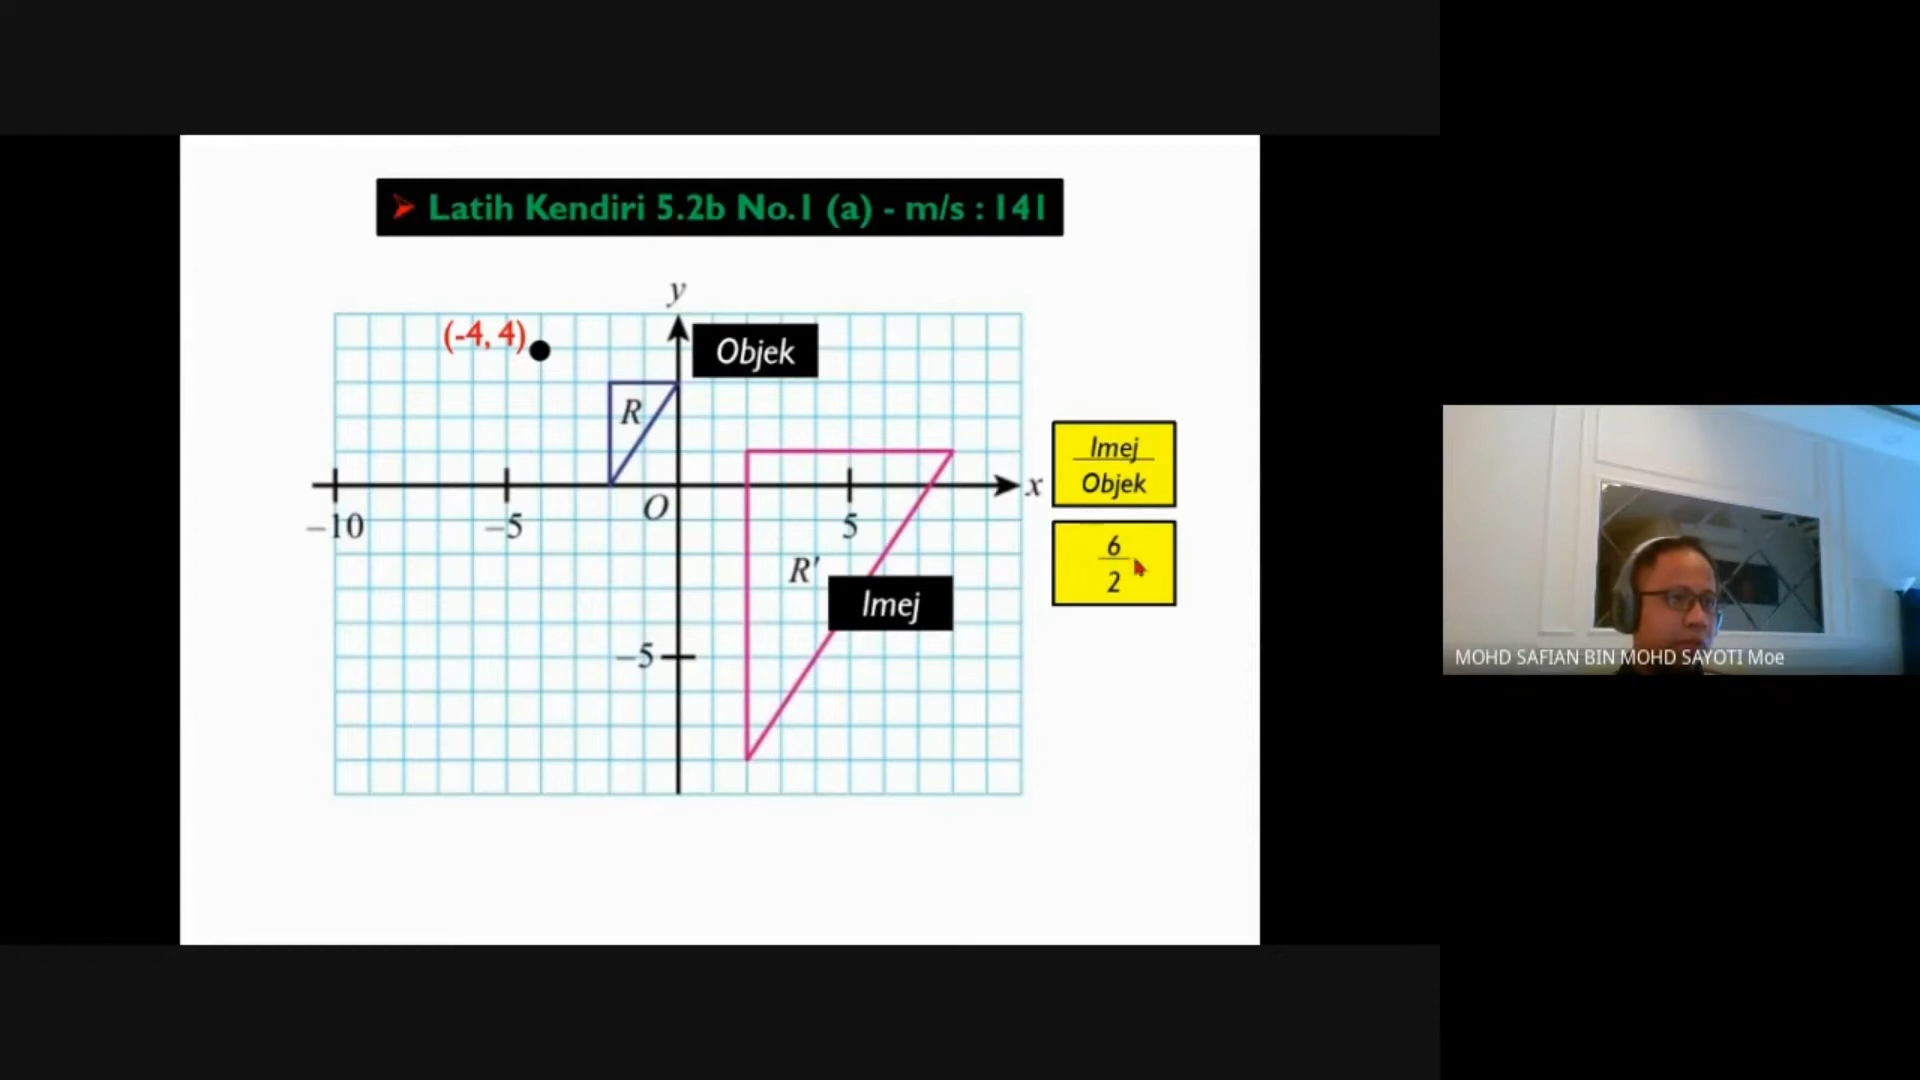 Latih Kendiri 5.2b No.1 (a) - m/s : 141
y
(-4, 4)
Objek
R
Imej
Objek
x
O
–10
–5
5
6
2
R'
Imej
–5
MOHD SAFIAN BIN MOHD SAYOTI Moe